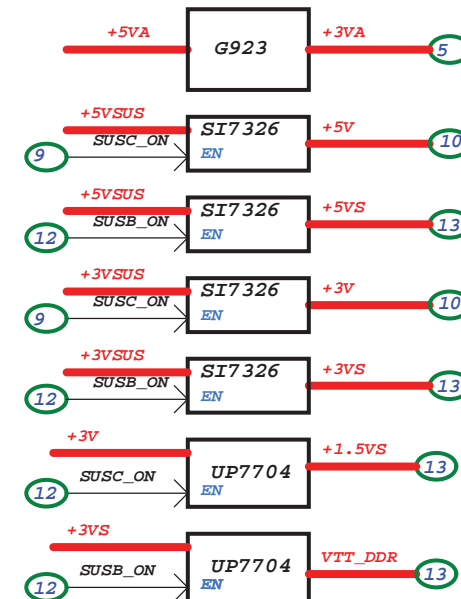 +5VA G923 +3VA 5
+5VSUS SI7326 +5V 10
9 SUSC_ON EN
+5VSUS SI7326 +5VS 13
12 SUSB_ON EN
+3VSUS SI7326 +3V 10
9 SUSC_ON EN
+3VSUS SI7326 +3VS 13
12 SUSB_ON EN
+3V UP7704 +1.5VS 13
12 SUSC_ON EN
+3VS UP7704 VTT_DDR 13
12 SUSB_ON EN